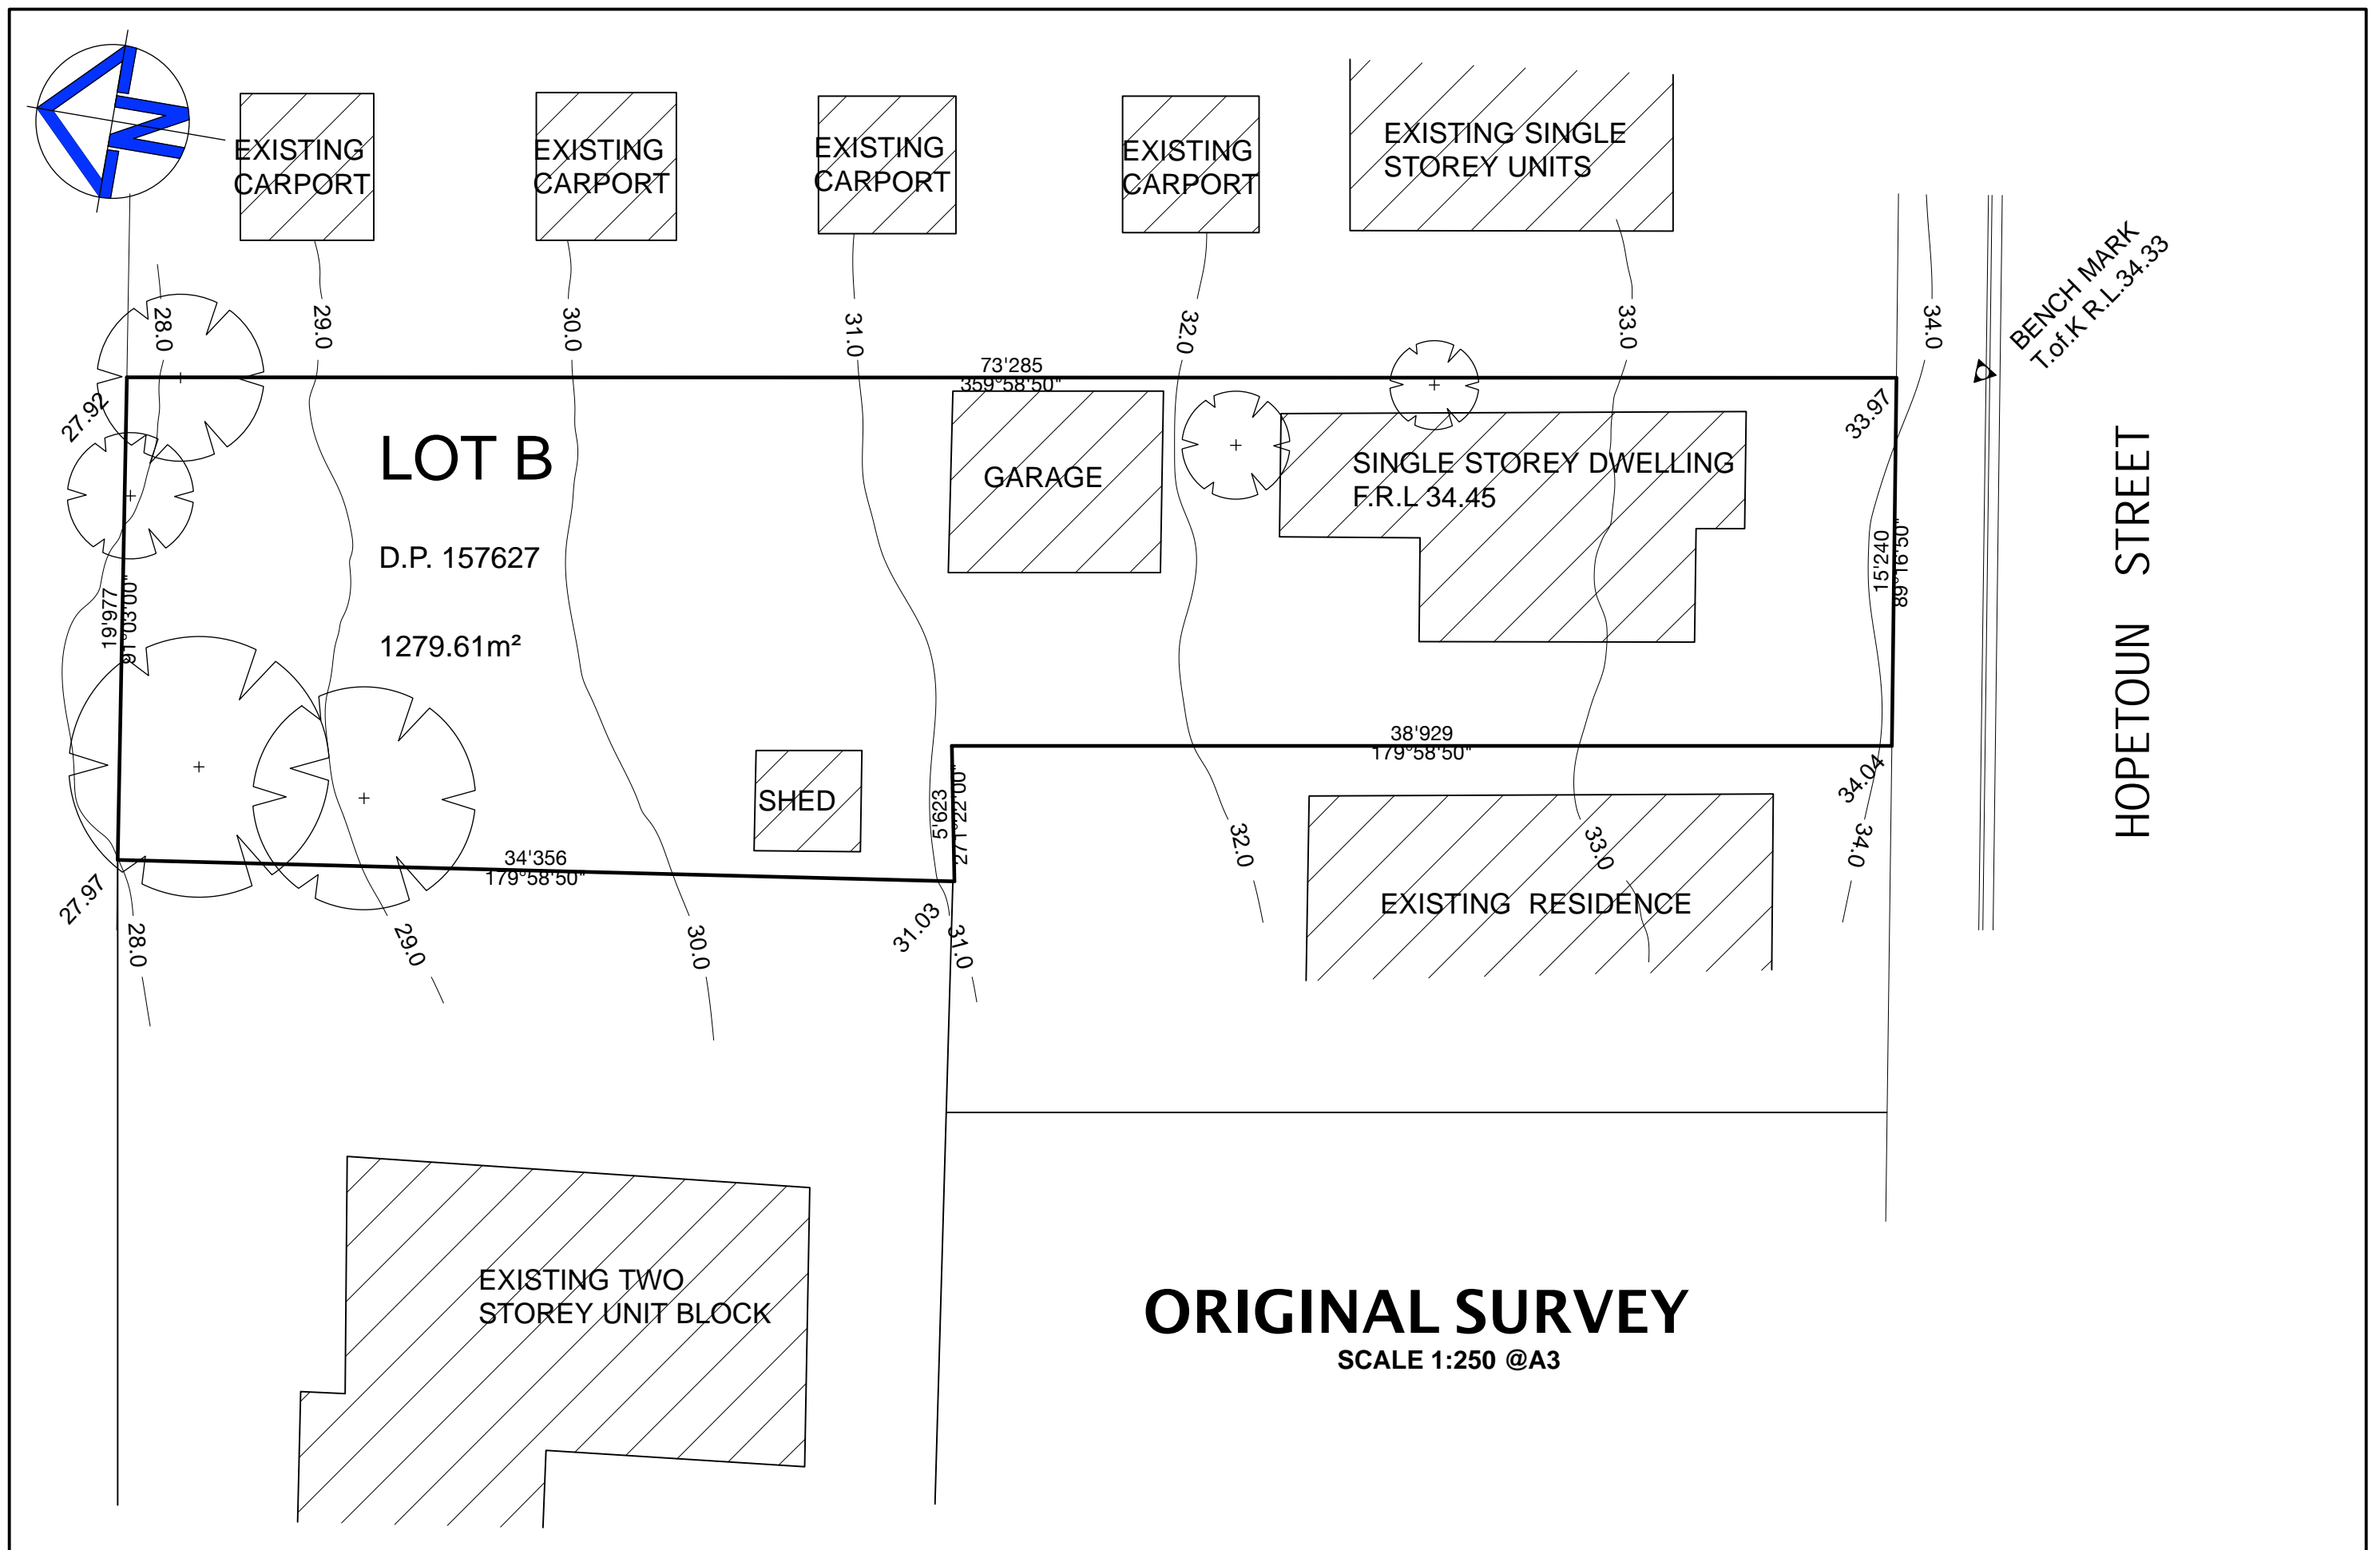 N
EXISTING
CARPORT
EXISTING
CARPORT
EXISTING
CARPORT
EXISTING
CARPORT
EXISTING SINGLE
STOREY UNITS
BENCH MARK
T.of.K R.L.34.33
28.0
29.0
30.0
31.0
32.0
33.0
34.0
73'285
359°58'50"
27.92
33.97
LOT B
GARAGE
SINGLE STOREY DWELLING
F.R.L 34.45
D.P. 157627
1279.61m²
19'977
91°03'00"
15'240
89°16'50"
HOPETOUN STREET
38'929
179°58'50"
SHED
5'623
271°22'00"
34.04
34'356
179°58'50"
27.97
31.03
28.0
29.0
30.0
31.0
32.0
33.0
34.0
EXISTING RESIDENCE
EXISTING TWO
STOREY UNIT BLOCK
ORIGINAL SURVEY
SCALE 1:250 @A3